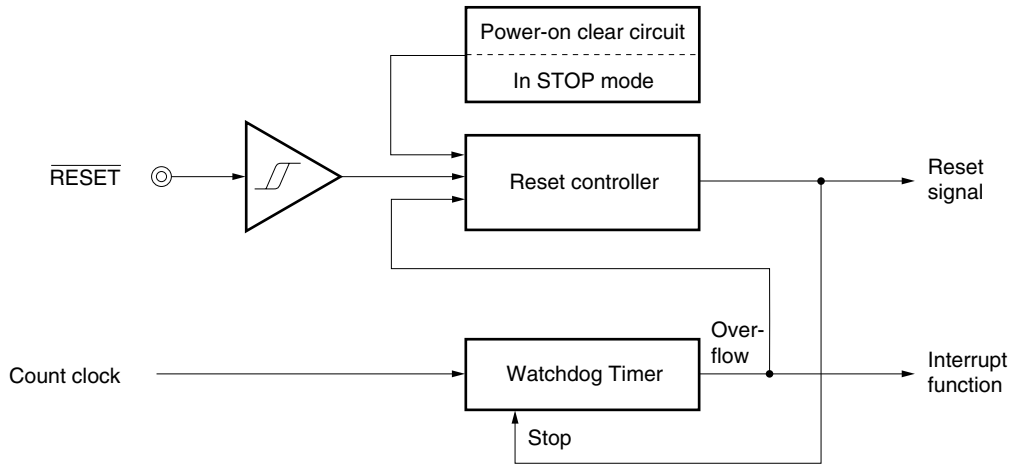 Power-on clear circuit
In STOP mode
RESET
Reset controller
Reset
signal
Over-
flow
Count clock
Watchdog Timer
Interrupt
function
Stop